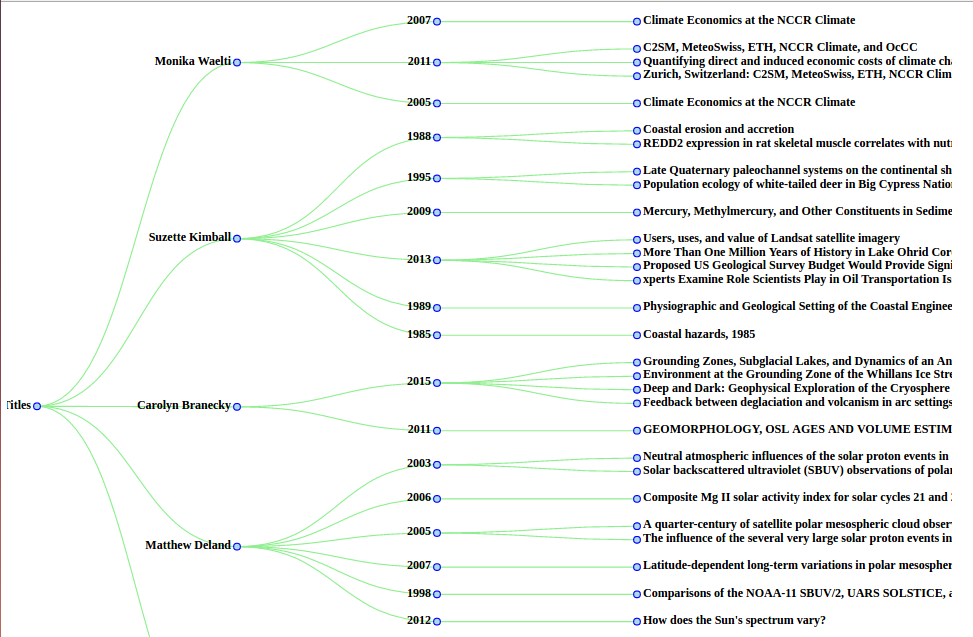 Monika Waelti
2007
Climate Economics at the NCCR Climate
2011
C2SM, MeteoSwiss, ETH, NCCR Climate, and OcCC
Quantifying direct and induced economic costs of climate
Zurich, Switzerland: C2SM, MeteoSwiss, ETH, NCCR Clim
2005
Climate Economics at the NCCR Climate
Suzette Kimball
1988
Coastal erosion and accretion
REDD2 expression in rat skeletal muscle correlates with
1995
Late Quaternary paleochannel systems on the continental sh
Population ecology of white-tailed deer in Big Cypress Natio
2009
Mercury, Methylmercury, and Other Constituents in Sedime
2013
Users, uses, and value of Landsat satellite imagery
More Than One Million Years of History in Lake Ohrid Cor
Proposed US Geological Survey Budget Would Provide Signi
xperts Examine Role Scientists Play in Oil Transportation Is
1989
Physiographic and Geological Setting of the Coastal Enginee
1985
Coastal hazards, 1985
Titles
Carolyn Branecky
2015
Grounding Zones, Subglacial Lakes, and Dynamics of an An
Environment at the Grounding Zone of the Whillans Ice Stre
Deep and Dark: Geophysical Exploration of the Cryosphere
Feedback between deglaciation and volcanism in arc settings
2011
GEOMORPHOLOGY, OSL AGES AND VOLUME ESTIM
Matthew Deland
2003
Neutral atmospheric influences of the solar proton events in
Solar backscattered ultraviolet (SBUV) observations of polar
2006
Composite Mg II solar activity index for solar cycles 21 and
2005
A quarter-century of satellite polar mesospheric cloud obser
The influence of the several very large solar proton events in
2007
Latitude-dependent long-term variations in polar mesospher
1998
Comparisons of the NOAA-11 SBUV/2, UARS SOLSTICE,
2012
How does the Sun's spectrum vary?